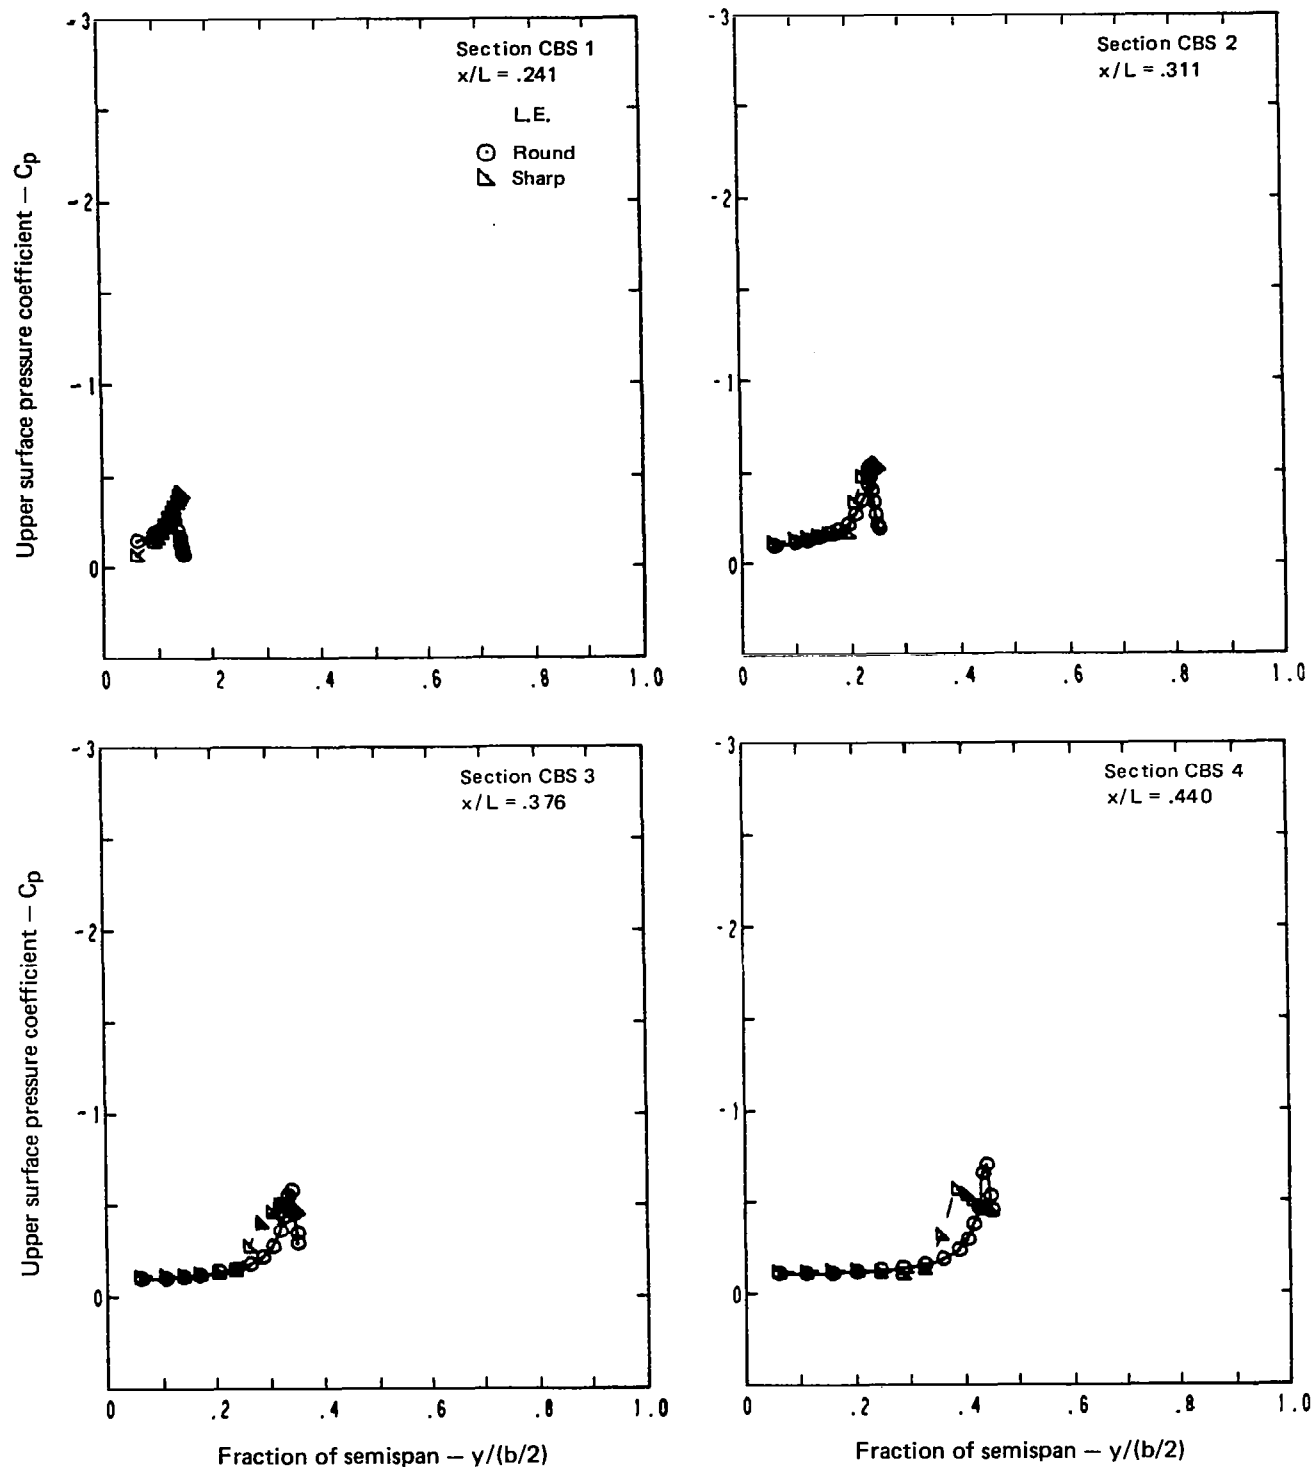 Section CBS 1
x/L = .241
L.E.
Round
Sharp
Upper surface pressure coefficient — Cp
-3
-2
-1
0
0 .2 .4 .6 .8 1.0
Section CBS 2
x/L = .311
-3
-2
-1
0
0 .2 .4 .6 .8 1.0
Section CBS 3
x/L = .376
Upper surface pressure coefficient — Cp
-3
-2
-1
0
0 .2 .4 .6 .8 1.0
Fraction of semispan — y/(b/2)
Section CBS 4
x/L = .440
-3
-2
-1
0
0 .2 .4 .6 .8 1.0
Fraction of semispan — y/(b/2)